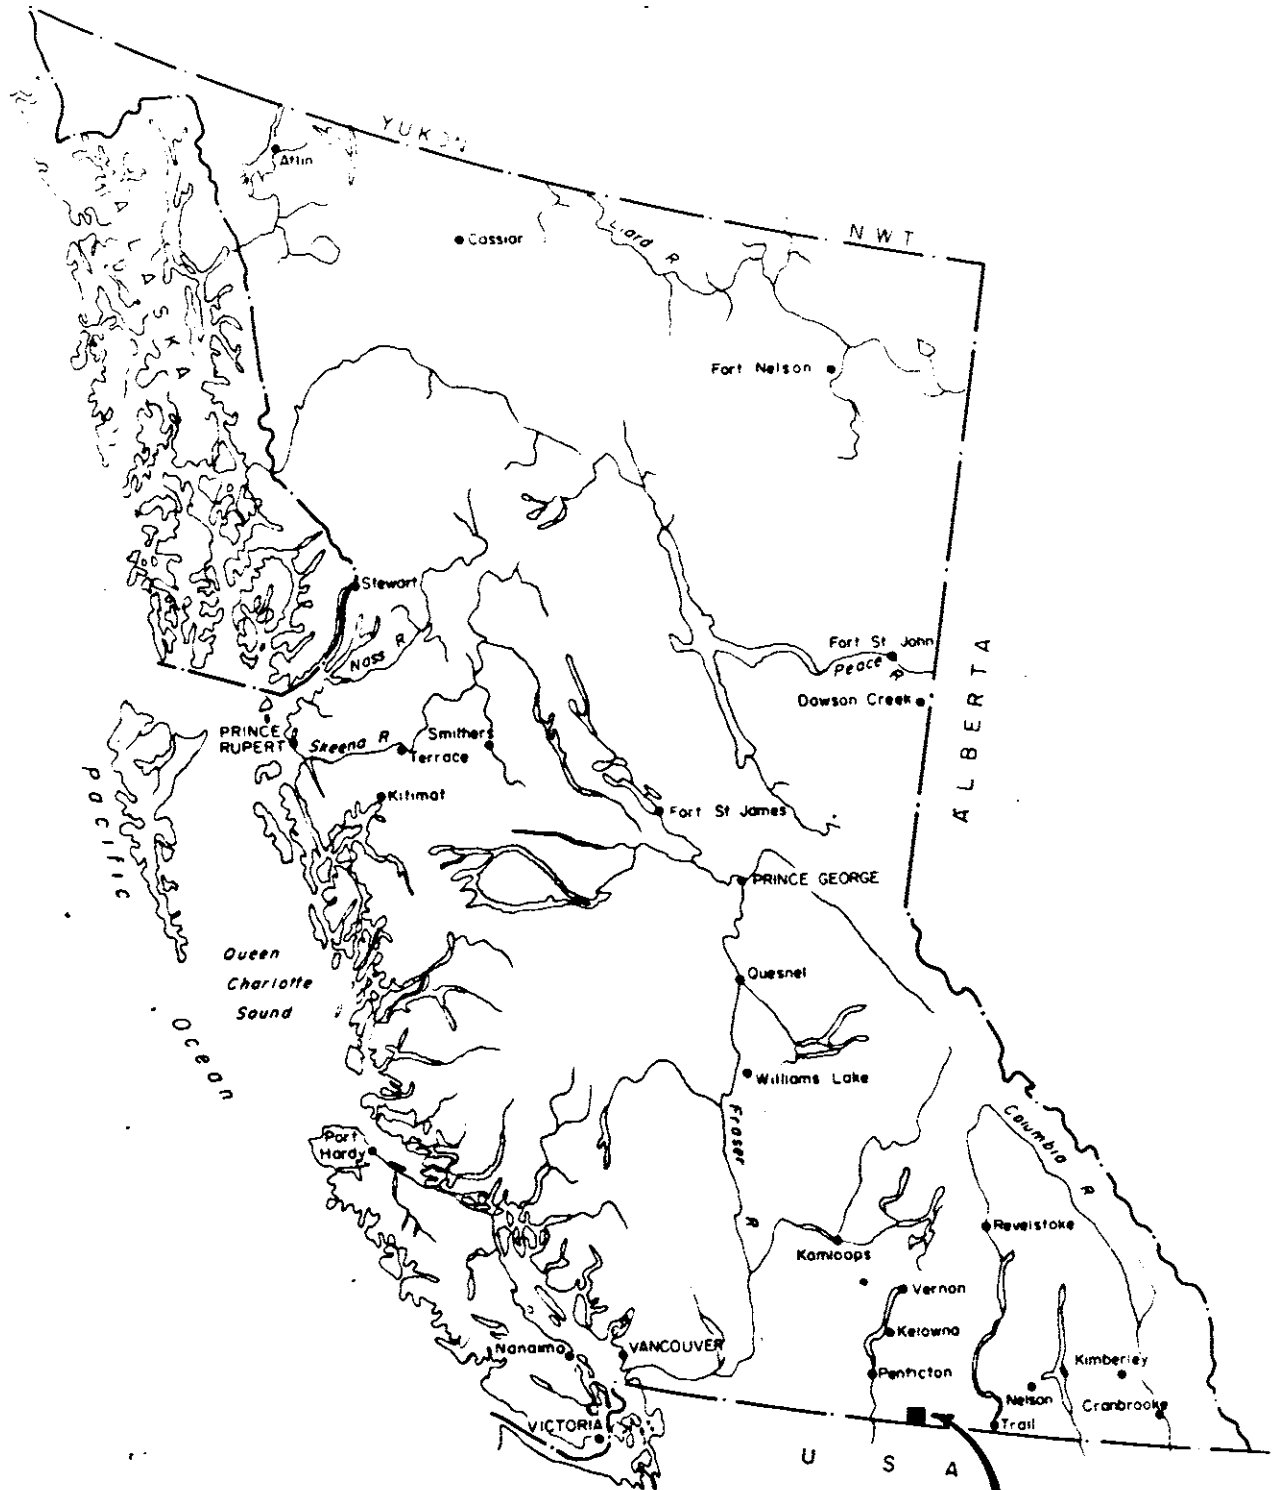 YUKON
Atlin
ALASKA
Cassiar
Liard R
NWT
Fort Nelson
Stewart
Nass R
Fort St John
Peace R
Dawson Creek
ALBERTA
PRINCE
RUPERT
Skeena R
Smithers
Terrace
Kitimat
Fort St James
PRINCE GEORGE
Pacific
Ocean
Queen
Charlotte
Sound
Quesnel
Williams Lake
Fraser R
Columbia R
Port
Hardy
Revelstoke
Kamloops
Vernon
Kelowna
Nanaimo
VANCOUVER
Penticton
Kimberley
Nelson
Cranbrooke
Trail
VICTORIA
USA